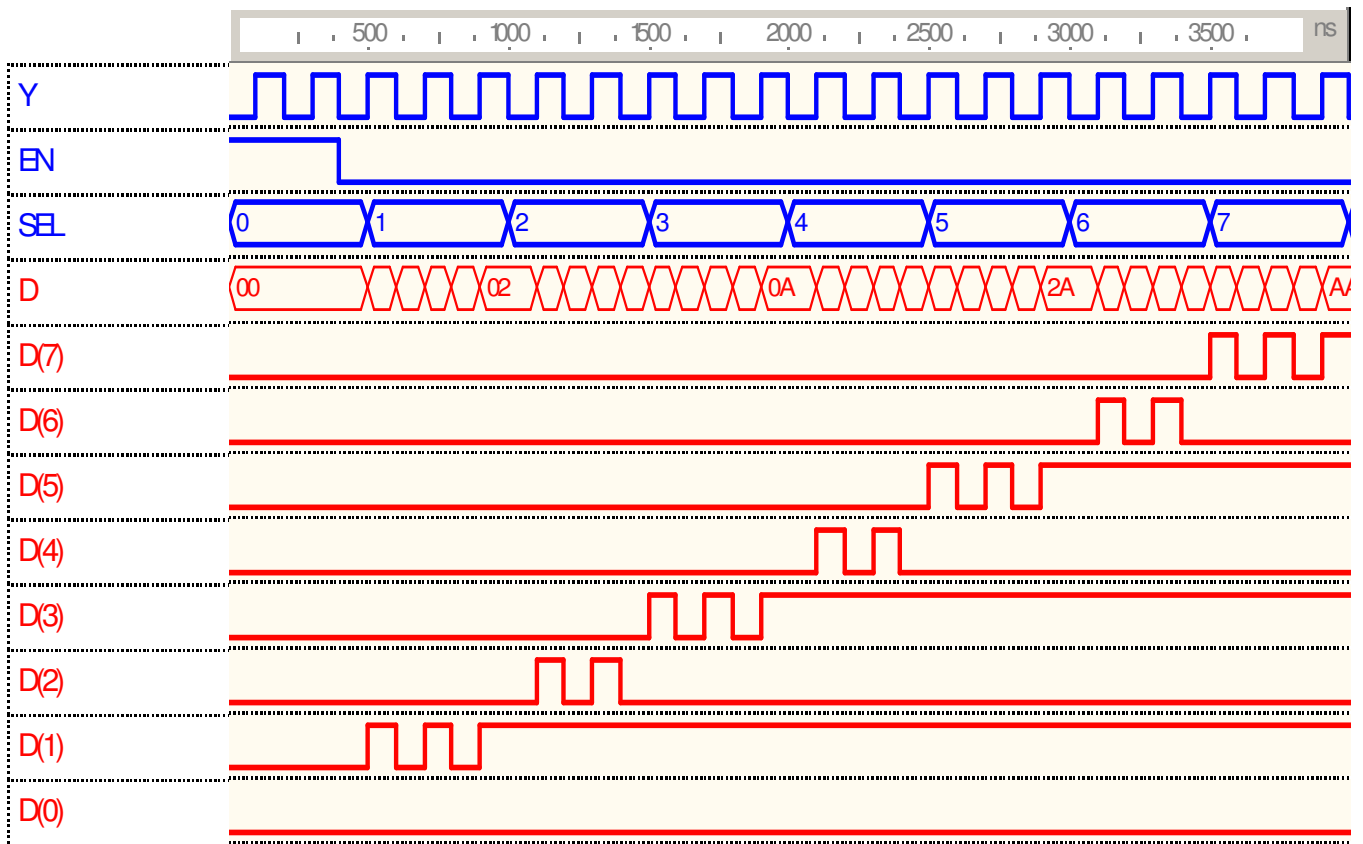 500 1000 1500 2000 2500 3000 3500 ns
Y
EN
SEL 0 1 2 3 4 5 6 7
D 00 02 0A 2A AA
D(7)
D(6)
D(5)
D(4)
D(3)
D(2)
D(1)
D(0)